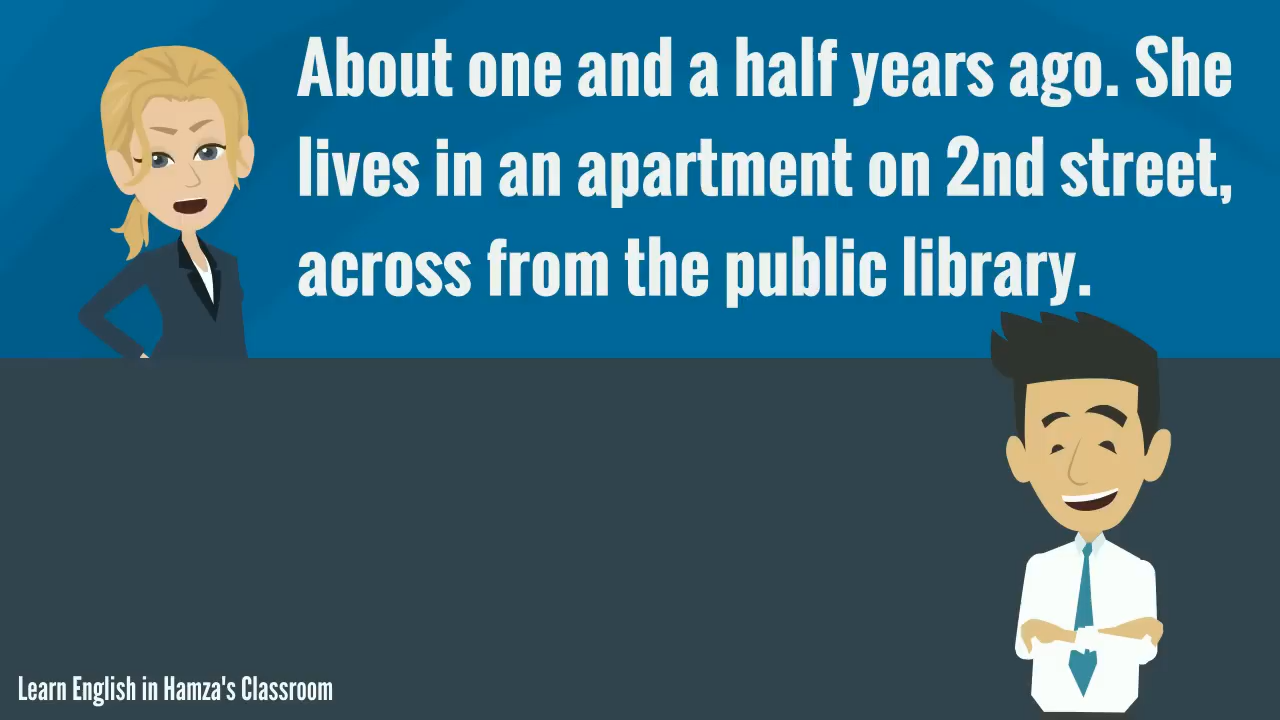 About one and a half years ago. She
lives in an apartment on 2nd street,
across from the public library.
Learn English in Hamza's Classroom